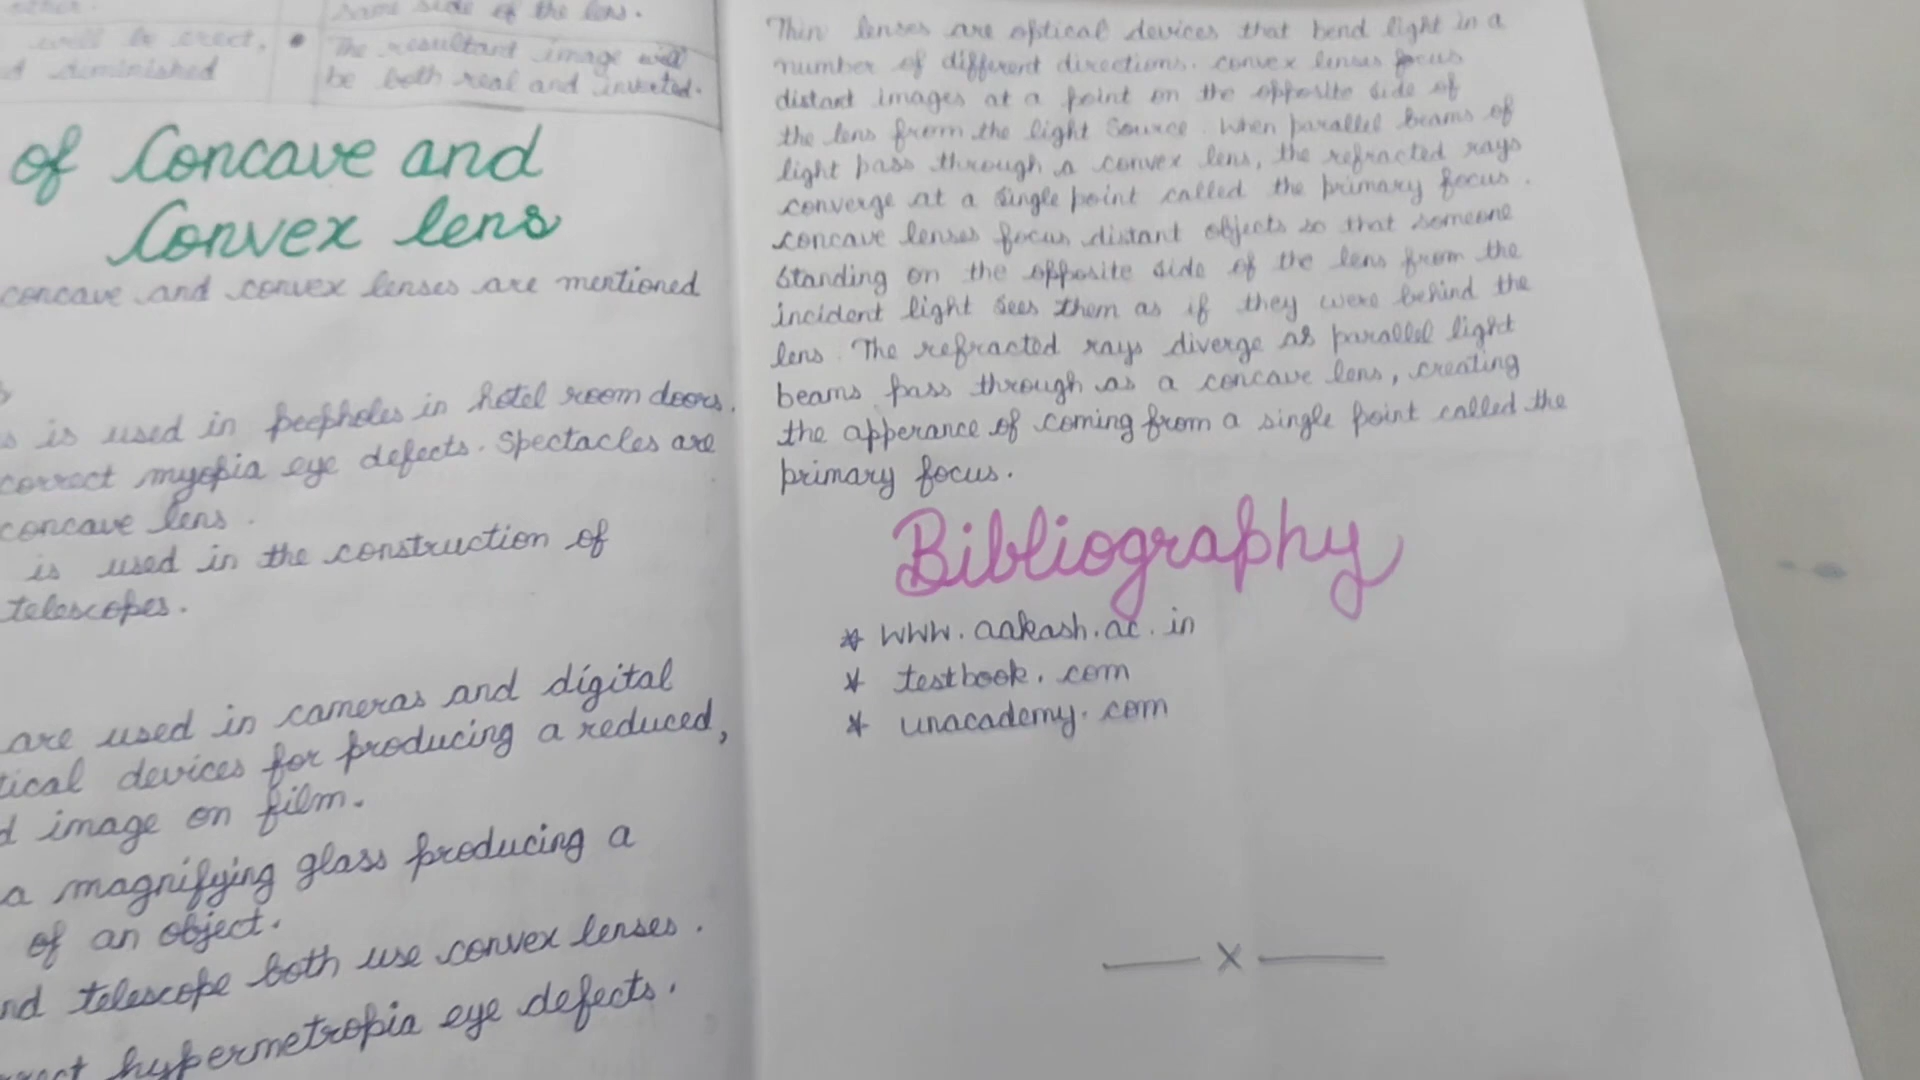 same side of the lens.
will be erect,
diminished
• The resultant image will
be both real and inverted.
of Concave and
Convex lens
concave and convex lenses are mentioned
is used in peepholes in hotel room doors.
correct myopia eye defects. Spectacles are
concave lens.
is used in the construction of
telescopes.
are used in cameras and digital
tical devices for producing a reduced,
d image on film.
a magnifying glass producing a
of an object.
nd telescope both use convex lenses.
hypermetropia eye defects.
Thin lenses are optical devices that bend light in a
number of different directions. convex lenses focus
distant images at a point on the opposite side of
the lens from the light source. When parallel beams of
light pass through a convex lens, the refracted rays
converge at a single point called the primary focus.
concave lenses focus distant objects so that someone
standing on the opposite side of the lens from the
incident light sees them as if they were behind the
lens. The refracted rays diverge as parallel light
beams pass through as a concave lens, creating
the apperance of coming from a single point called the
primary focus.
Bibliography
* www.aakash.ac.in
* testbook.com
* unacademy.com
—— x ——